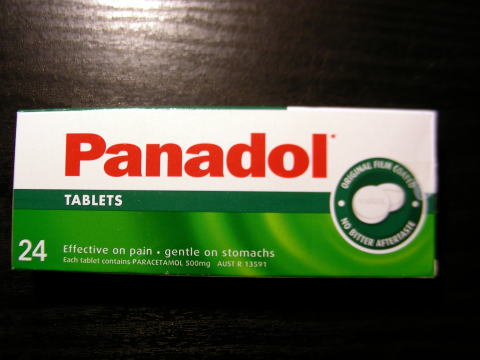 Panadol
TABLETS
ORIGINAL FILM COATED
• NO BITTER AFTERTASTE •
24
Effective on pain • gentle on stomachs
Each tablet contains PARACETAMOL 500mg AUST R 13591